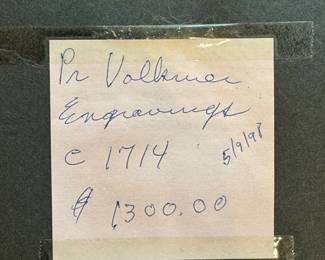 Pr Volkmer
Engravings
c 1714 5/9/98
$ 1300.00